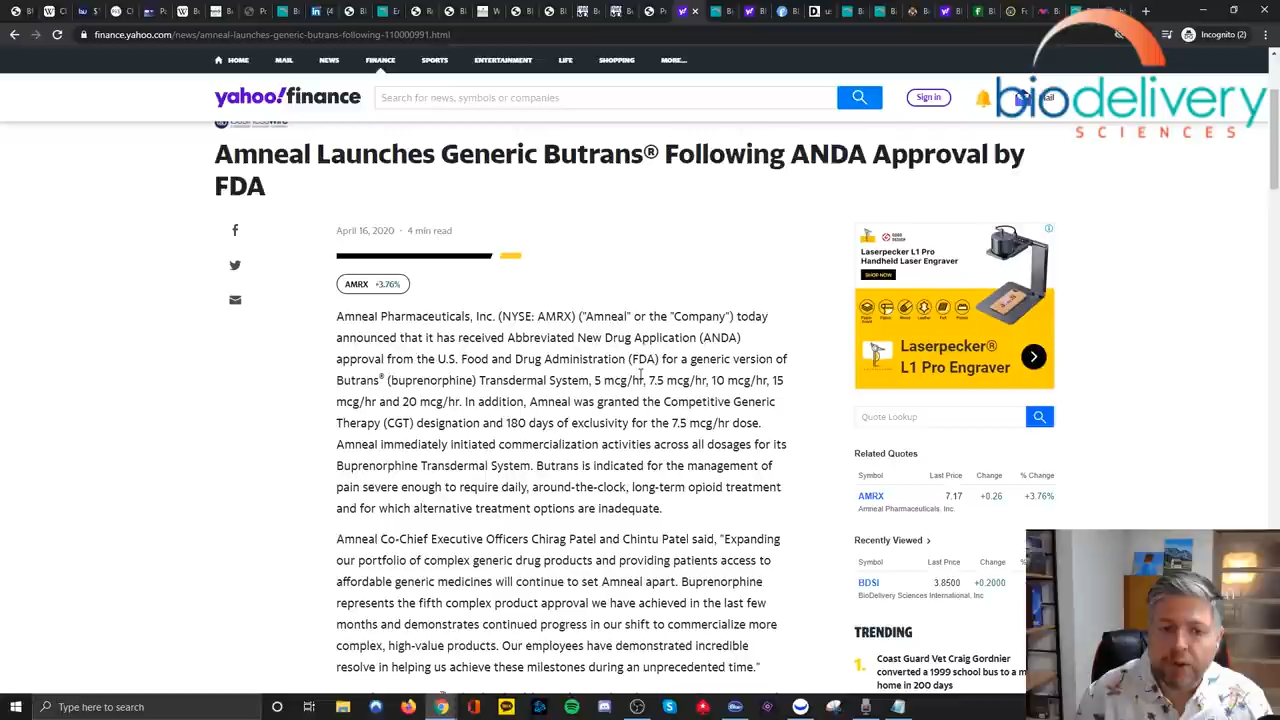 finance.yahoo.com/news/amneal-launches-generic-butrans-following-110000991.html
Incognito (2)
HOME MAIL NEWS FINANCE SPORTS ENTERTAINMENT LIFE SHOPPING MORE...
yahoo!finance
Search for news, symbols or companies
Sign in
Mail
biodelivery
SCIENCES
Amneal Launches Generic Butrans® Following ANDA Approval by
FDA
April 16, 2020 · 4 min read
AMRX +3.76%
Amneal Pharmaceuticals, Inc. (NYSE: AMRX) ("Amneal" or the "Company") today
announced that it has received Abbreviated New Drug Application (ANDA)
approval from the U.S. Food and Drug Administration (FDA) for a generic version of
Butrans® (buprenorphine) Transdermal System, 5 mcg/hr, 7.5 mcg/hr, 10 mcg/hr, 15
mcg/hr and 20 mcg/hr. In addition, Amneal was granted the Competitive Generic
Therapy (CGT) designation and 180 days of exclusivity for the 7.5 mcg/hr dose.
Amneal immediately initiated commercialization activities across all dosages for its
Buprenorphine Transdermal System. Butrans is indicated for the management of
pain severe enough to require daily, around-the-clock, long-term opioid treatment
and for which alternative treatment options are inadequate.
Amneal Co-Chief Executive Officers Chirag Patel and Chintu Patel said, “Expanding
our portfolio of complex generic drug products and providing patients access to
affordable generic medicines will continue to set Amneal apart. Buprenorphine
represents the fifth complex product approval we have achieved in the last few
months and demonstrates continued progress in our shift to commercialize more
complex, high-value products. Our employees have demonstrated incredible
resolve in helping us achieve these milestones during an unprecedented time.”
Laserpecker L1 Pro
Handheld Laser Engraver
SHOP NOW
Laserpecker®
L1 Pro Engraver
Quote Lookup
Related Quotes
Symbol Last Price Change % Change
AMRX 7.17 +0.26 +3.76%
Amneal Pharmaceuticals, Inc.
Recently Viewed
Symbol Last Price Change %
BDSI 3.8500 +0.2000
BioDelivery Sciences International, Inc
TRENDING
1. Coast Guard Vet Craig Gordnier
converted a 1999 school bus to a m
home in 200 days
Type here to search